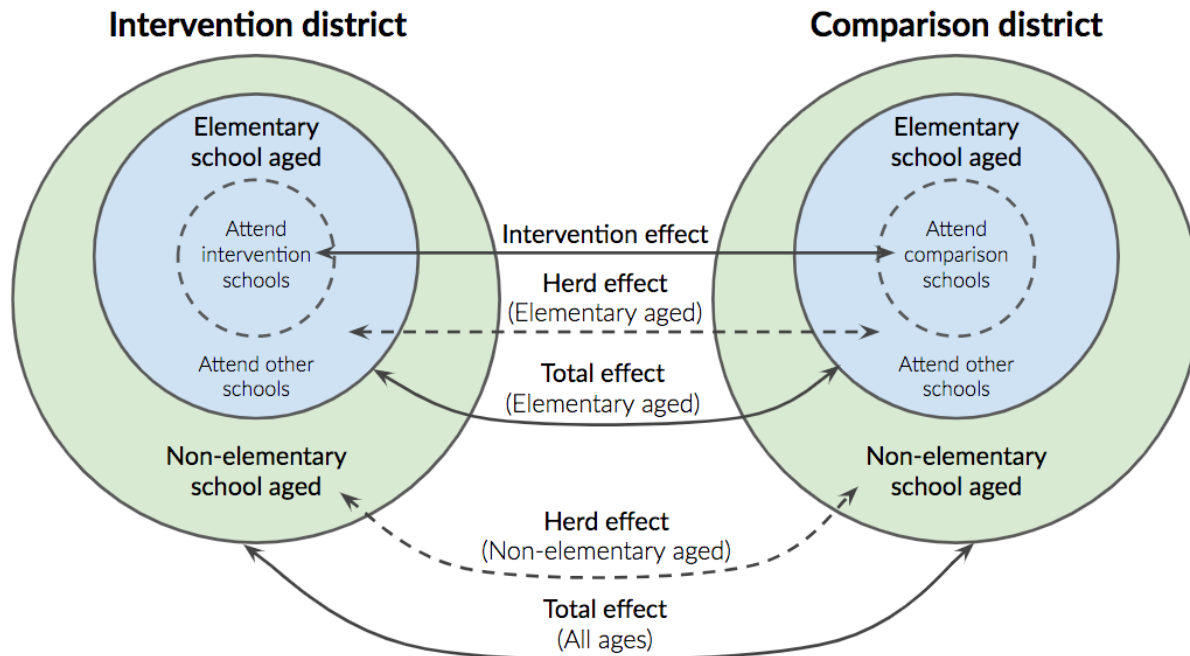 Intervention district
Comparison district
Elementary
school aged
Attend
intervention
schools
Attend other
schools
Non-elementary
school aged
Intervention effect
Herd effect
(Elementary aged)
Total effect
(Elementary aged)
Herd effect
(Non-elementary aged)
Total effect
(All ages)
Elementary
school aged
Attend
comparison
schools
Attend other
schools
Non-elementary
school aged